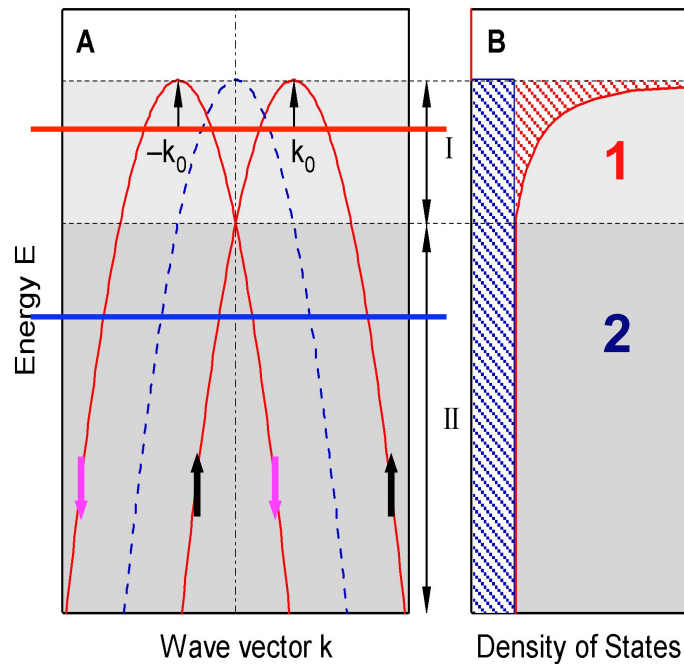 A
B
–k₀
k₀
I
1
II
2
Energy E
Wave vector k
Density of States